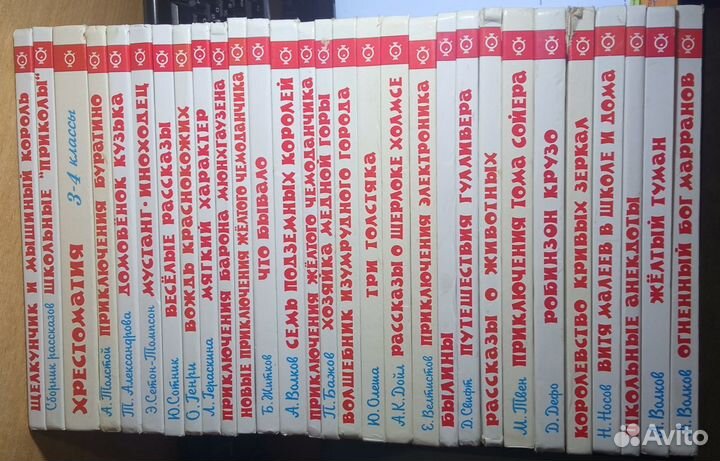 ЩЕЛКУНЧИК И МЫШИНЫЙ КОРОЛЬ
Сборник рассказов ШКОЛЬНЫЕ "ПРИКОЛЫ"
ХРЕСТОМАТИЯ 3-4 классы
А. Толстой ПРИКЛЮЧЕНИЯ БУРАТИНО
Т. Александрова ДОМОВЁНОК КУЗЬКА
Э. Сетон-Томпсон МУСТАНГ-ИНОХОДЕЦ
Ю. Сотник ВЕСЁЛЫЕ РАССКАЗЫ
О. Генри ВОЖДЬ КРАСНОКОЖИХ
Л. Гераскина МЯГКИЙ ХАРАКТЕР
ПРИКЛЮЧЕНИЯ БАРОНА МЮНХГАУЗЕНА
НОВЫЕ ПРИКЛЮЧЕНИЯ ЖЁЛТОГО ЧЕМОДАНЧИКА
Б. Житков ЧТО БЫВАЛО
А. Волков СЕМЬ ПОДЗЕМНЫХ КОРОЛЕЙ
ПРИКЛЮЧЕНИЯ ЖЁЛТОГО ЧЕМОДАНЧИКА
П. Бажов ХОЗЯЙКА МЕДНОЙ ГОРЫ
ВОЛШЕБНИК ИЗУМРУДНОГО ГОРОДА
Ю. Олеша ТРИ ТОЛСТЯКА
А.К. Дойл РАССКАЗЫ О ШЕРЛОКЕ ХОЛМСЕ
Е. Велтистов ПРИКЛЮЧЕНИЯ ЭЛЕКТРОНИКА
БЫЛИНЫ
Д. Свифт ПУТЕШЕСТВИЯ ГУЛЛИВЕРА
РАССКАЗЫ О ЖИВОТНЫХ
М. Твен ПРИКЛЮЧЕНИЯ ТОМА СОЙЕРА
Д. Дефо РОБИНЗОН КРУЗО
КОРОЛЕВСТВО КРИВЫХ ЗЕРКАЛ
Н. Носов ВИТЯ МАЛЕЕВ В ШКОЛЕ И ДОМА
ШКОЛЬНЫЕ АНЕКДОТЫ
А. Волков ЖЁЛТЫЙ ТУМАН
А. Волков ОГНЕННЫЙ БОГ МАРРАНОВ
Avito